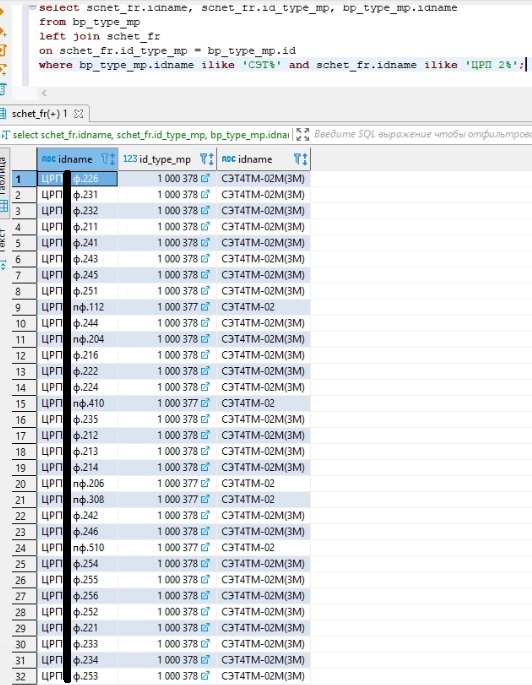 select schet_fr.idname, schet_fr.id_type_mp, bp_type_mp.idname
from bp_type_mp
left join schet_fr
on schet_fr.id_type_mp = bp_type_mp.id
where bp_type_mp.idname ilike 'СЭТ%' and schet_fr.idname ilike 'ЦРП 2%';
schet_fr(+) 1
select schet_fr.idname, schet_fr.id_type_mp, bp_type_mp.idnam
Введите SQL выражение чтобы отфильтрова
Таблица
Текст
ABC idname 123 id_type_mp ABC idname
1 ЦРП ф.226 1 000 378 СЭТ4ТМ-02М(3М)
2 ЦРП ф.231 1 000 378 СЭТ4ТМ-02М(3М)
3 ЦРП ф.232 1 000 378 СЭТ4ТМ-02М(3М)
4 ЦРП ф.211 1 000 378 СЭТ4ТМ-02М(3М)
5 ЦРП ф.241 1 000 378 СЭТ4ТМ-02М(3М)
6 ЦРП ф.243 1 000 378 СЭТ4ТМ-02М(3М)
7 ЦРП ф.245 1 000 378 СЭТ4ТМ-02М(3М)
8 ЦРП ф.251 1 000 378 СЭТ4ТМ-02М(3М)
9 ЦРП пф.112 1 000 377 СЭТ4ТМ-02
10 ЦРП ф.244 1 000 378 СЭТ4ТМ-02М(3М)
11 ЦРП пф.204 1 000 378 СЭТ4ТМ-02М(3М)
12 ЦРП ф.216 1 000 378 СЭТ4ТМ-02М(3М)
13 ЦРП ф.222 1 000 378 СЭТ4ТМ-02М(3М)
14 ЦРП ф.224 1 000 378 СЭТ4ТМ-02М(3М)
15 ЦРП пф.410 1 000 377 СЭТ4ТМ-02
16 ЦРП ф.235 1 000 378 СЭТ4ТМ-02М(3М)
17 ЦРП ф.212 1 000 378 СЭТ4ТМ-02М(3М)
18 ЦРП ф.213 1 000 378 СЭТ4ТМ-02М(3М)
19 ЦРП ф.214 1 000 378 СЭТ4ТМ-02М(3М)
20 ЦРП пф.206 1 000 377 СЭТ4ТМ-02
21 ЦРП пф.308 1 000 377 СЭТ4ТМ-02
22 ЦРП ф.242 1 000 378 СЭТ4ТМ-02М(3М)
23 ЦРП ф.246 1 000 378 СЭТ4ТМ-02М(3М)
24 ЦРП пф.510 1 000 377 СЭТ4ТМ-02
25 ЦРП ф.254 1 000 378 СЭТ4ТМ-02М(3М)
26 ЦРП ф.255 1 000 378 СЭТ4ТМ-02М(3М)
27 ЦРП ф.256 1 000 378 СЭТ4ТМ-02М(3М)
28 ЦРП ф.252 1 000 378 СЭТ4ТМ-02М(3М)
29 ЦРП ф.221 1 000 378 СЭТ4ТМ-02М(3М)
30 ЦРП ф.233 1 000 378 СЭТ4ТМ-02М(3М)
31 ЦРП ф.234 1 000 378 СЭТ4ТМ-02М(3М)
32 ЦРП ф.253 1 000 378 СЭТ4ТМ-02М(3М)